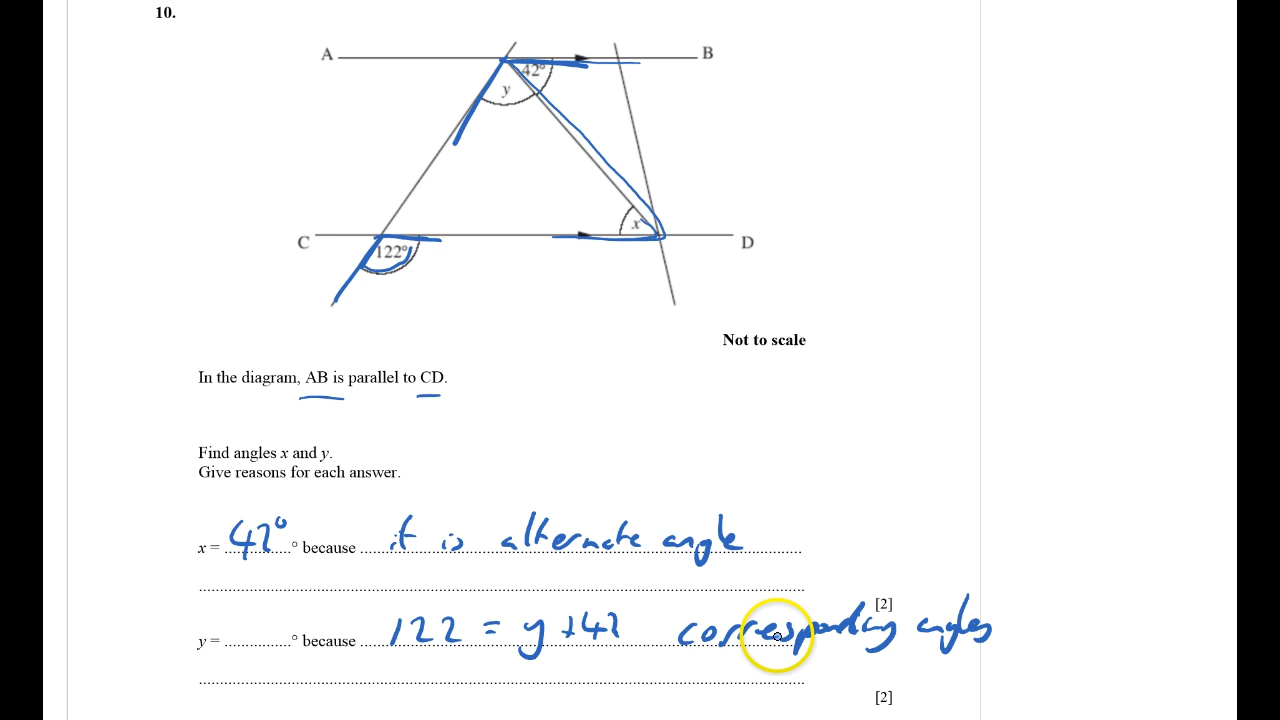 10.
A B
42°
y
x
C D
122°
Not to scale
In the diagram, AB is parallel to CD.
Find angles x and y.
Give reasons for each answer.
x = 42° ° because it is alternate angle
[2]
y = ............... ° because 122 = y + 42 corresponding angles
[2]